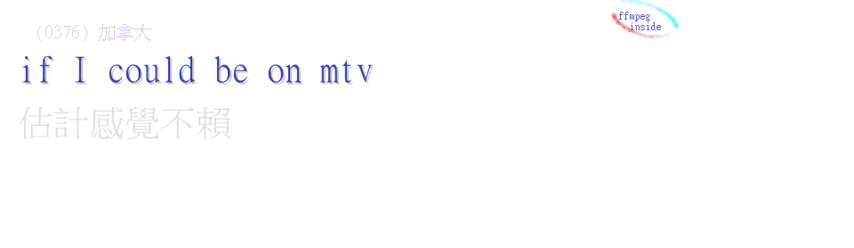 (0376) 加拿大
ffmpeg
inside
if I could be on mtv
估計感覺不賴